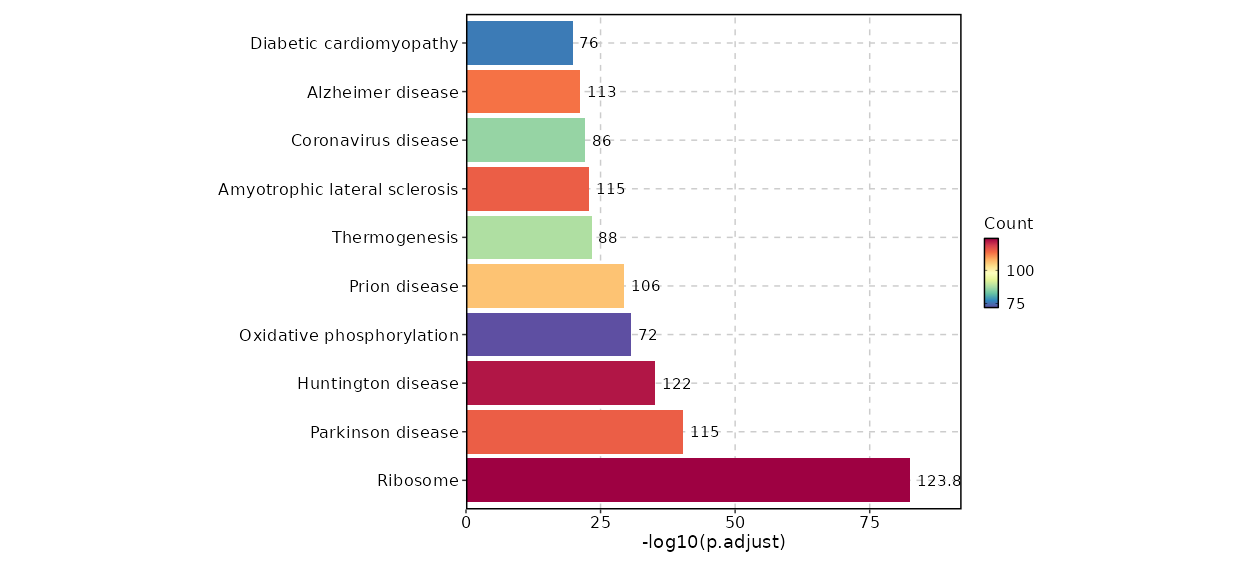 Diabetic cardiomyopathy 76
Alzheimer disease 113
Coronavirus disease 86
Amyotrophic lateral sclerosis 115
Thermogenesis 88
Prion disease 106
Oxidative phosphorylation 72
Huntington disease 122
Parkinson disease 115
Ribosome 123.8
0 25 50 75
-log10(p.adjust)
Count
100
75